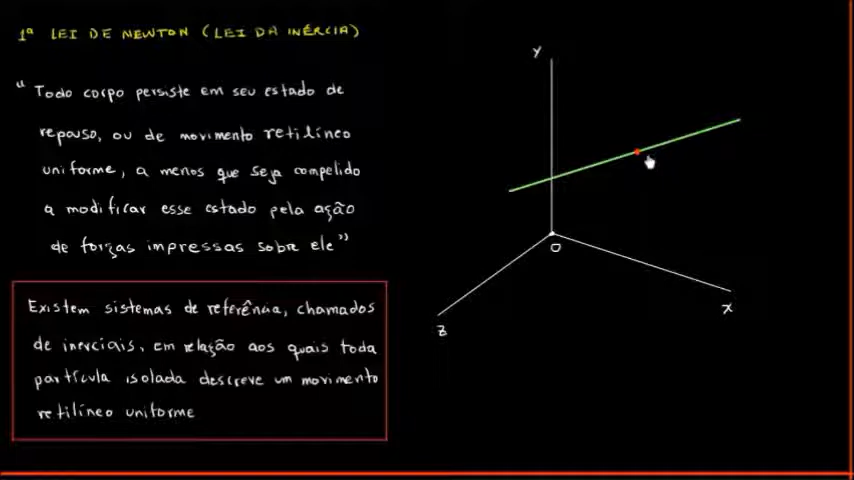 1ª LEI DE NEWTON (LEI DA INÉRCIA)
"Todo corpo persiste em seu estado de
repouso, ou de movimento retilíneo
uniforme, a menos que seja compelido
a modificar esse estado pela ação
de forças impressas sobre ele"
Existem sistemas de referência, chamados
de inerciais, em relação aos quais toda
partícula isolada descreve um movimento
retilíneo uniforme
Y
O
X
Z